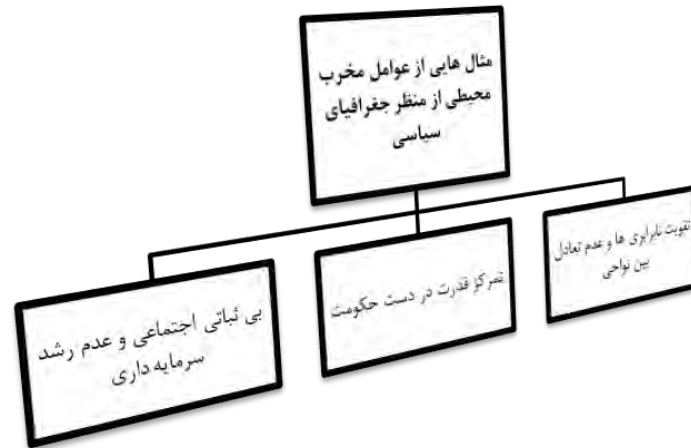 مثال هایی از عوامل مخرب
محیطی از منظر جغرافیای
سیاسی
تقویت نابرابری ها و عدم تعادل
بین نواحی
تمرکز قدرت در دست حکومت
بی ثباتی اجتماعی و عدم رشد
سرمایه داری